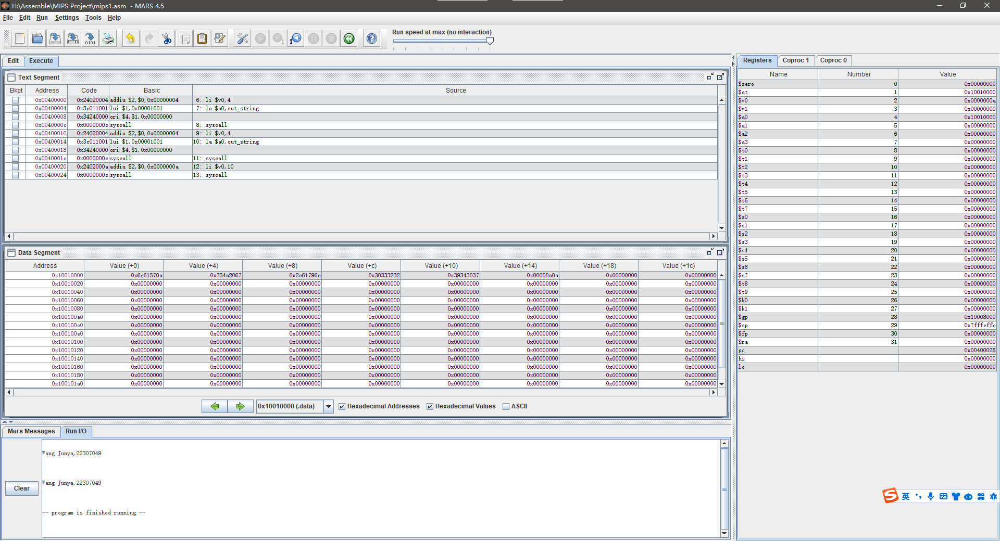 H:\Assemble\MIPS Project\mips1.asm - MARS 4.5
File Edit Run Settings Tools Help
Run speed at max (no interaction)
Edit Execute
Text Segment
Bkpt Address Code Basic Source
0x00400000 0x24020004 addiu $2,$0,0x00000004 6: li $v0,4
0x00400004 0x3c011001 lui $1,0x00001001 7: la $a0,out_string
0x00400008 0x34240000 ori $4,$1,0x00000000
0x0040000c 0x0000000c syscall 8: syscall
0x00400010 0x24020004 addiu $2,$0,0x00000004 9: li $v0,4
0x00400014 0x3c011001 lui $1,0x00001001 10: la $a0,out_string
0x00400018 0x34240000 ori $4,$1,0x00000000
0x0040001c 0x0000000c syscall 11: syscall
0x00400020 0x2402000a addiu $2,$0,0x0000000a 12: li $v0,10
0x00400024 0x0000000c syscall 13: syscall
Data Segment
Address Value (+0) Value (+4) Value (+8) Value (+c) Value (+10) Value (+14) Value (+18) Value (+1c)
0x10010000 0x6e61570a 0x754a2067 0x2c61796e 0x30333232 0x39343037 0x00000a0a 0x00000000 0x00000000
0x10010020 0x00000000 0x00000000 0x00000000 0x00000000 0x00000000 0x00000000 0x00000000 0x00000000
0x10010040 0x00000000 0x00000000 0x00000000 0x00000000 0x00000000 0x00000000 0x00000000 0x00000000
0x10010060 0x00000000 0x00000000 0x00000000 0x00000000 0x00000000 0x00000000 0x00000000 0x00000000
0x10010080 0x00000000 0x00000000 0x00000000 0x00000000 0x00000000 0x00000000 0x00000000 0x00000000
0x100100a0 0x00000000 0x00000000 0x00000000 0x00000000 0x00000000 0x00000000 0x00000000 0x00000000
0x100100c0 0x00000000 0x00000000 0x00000000 0x00000000 0x00000000 0x00000000 0x00000000 0x00000000
0x100100e0 0x00000000 0x00000000 0x00000000 0x00000000 0x00000000 0x00000000 0x00000000 0x00000000
0x10010100 0x00000000 0x00000000 0x00000000 0x00000000 0x00000000 0x00000000 0x00000000 0x00000000
0x10010120 0x00000000 0x00000000 0x00000000 0x00000000 0x00000000 0x00000000 0x00000000 0x00000000
0x10010140 0x00000000 0x00000000 0x00000000 0x00000000 0x00000000 0x00000000 0x00000000 0x00000000
0x10010160 0x00000000 0x00000000 0x00000000 0x00000000 0x00000000 0x00000000 0x00000000 0x00000000
0x10010180 0x00000000 0x00000000 0x00000000 0x00000000 0x00000000 0x00000000 0x00000000 0x00000000
0x100101a0 0x00000000 0x00000000 0x00000000 0x00000000 0x00000000 0x00000000 0x00000000 0x00000000
0x10010000 (.data) Hexadecimal Addresses Hexadecimal Values ASCII
Mars Messages Run I/O
Clear
Wang Junya,22307049
Wang Junya,22307049
-- program is finished running --
Registers Coproc 1 Coproc 0
Name Number Value
$zero 0 0x00000000
$at 1 0x10010000
$v0 2 0x0000000a
$v1 3 0x00000000
$a0 4 0x10010000
$a1 5 0x00000000
$a2 6 0x00000000
$a3 7 0x00000000
$t0 8 0x00000000
$t1 9 0x00000000
$t2 10 0x00000000
$t3 11 0x00000000
$t4 12 0x00000000
$t5 13 0x00000000
$t6 14 0x00000000
$t7 15 0x00000000
$s0 16 0x00000000
$s1 17 0x00000000
$s2 18 0x00000000
$s3 19 0x00000000
$s4 20 0x00000000
$s5 21 0x00000000
$s6 22 0x00000000
$s7 23 0x00000000
$t8 24 0x00000000
$t9 25 0x00000000
$k0 26 0x00000000
$k1 27 0x00000000
$gp 28 0x10008000
$sp 29 0x7fffeffc
$fp 30 0x00000000
$ra 31 0x00000000
pc 0x00400028
hi 0x00000000
lo 0x00000000
英